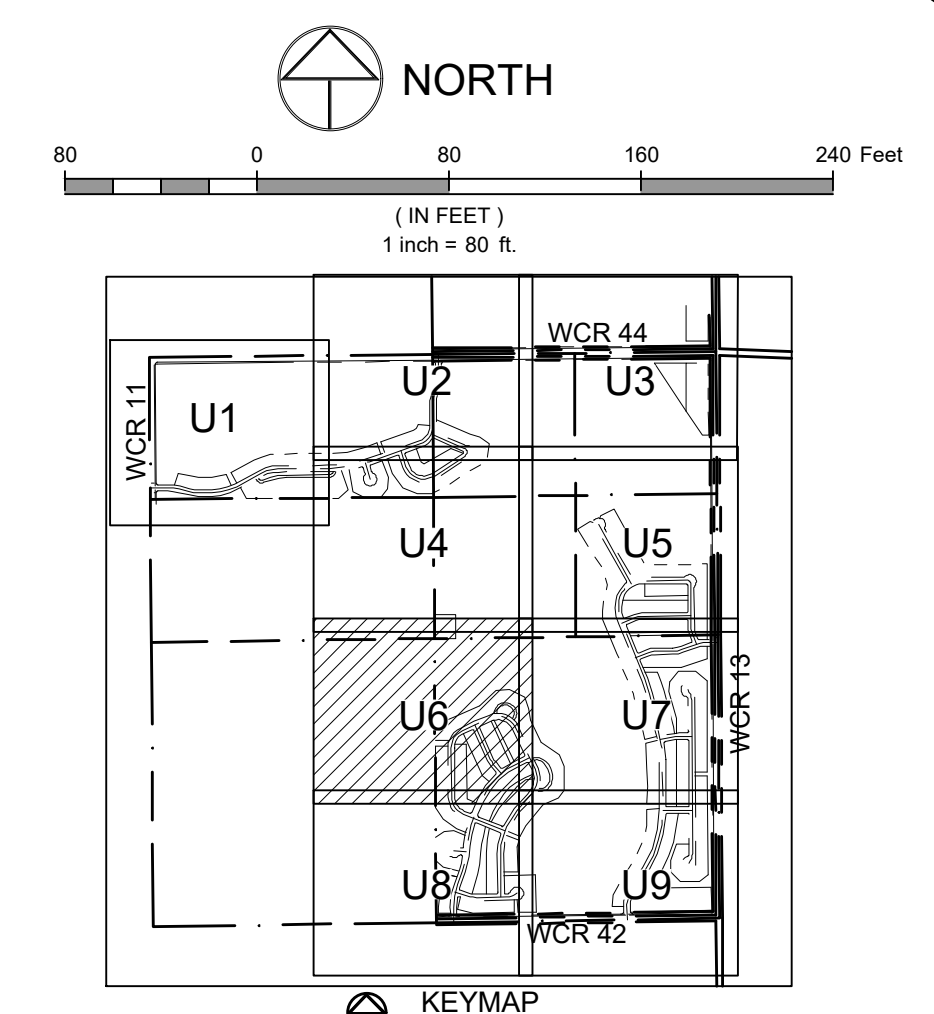 NORTH
80 0 80 160 240 Feet
( IN FEET )
1 inch = 80 ft.
WCR 44
U2 U3
WCR 11
U1
U4 U5
WCR 13
U6 U7
U8 U9
WCR 42
KEYMAP